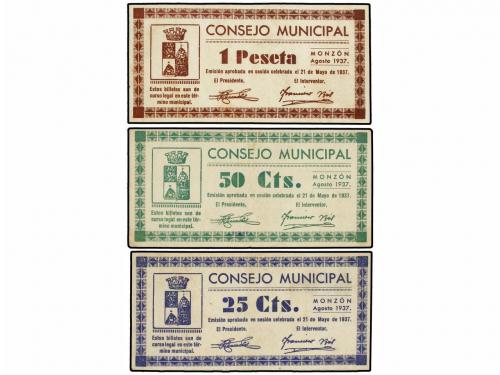 CONSEJO MUNICIPAL
1 Peseta
MONZÓN
Agosto 1937.
Emisión aprobada en sesión celebrada el 21 de Mayo de 1937.
El Presidente,
El Interventor,
Estos billetes son de
curso legal en este tér-
mino municipal.
CONSEJO MUNICIPAL
50 Cts.
MONZÓN
Agosto 1937.
Emisión aprobada en sesión celebrada el 21 de Mayo de 1937.
El Presidente,
El Interventor,
Estos billetes son de
curso legal en este tér-
mino municipal.
CONSEJO MUNICIPAL
25 Cts.
MONZÓN
Agosto 1937.
Emisión aprobada en sesión celebrada el 21 de Mayo de 1937.
El Presidente,
El Interventor,
Estos billetes son de
curso legal en este tér-
mino municipal.